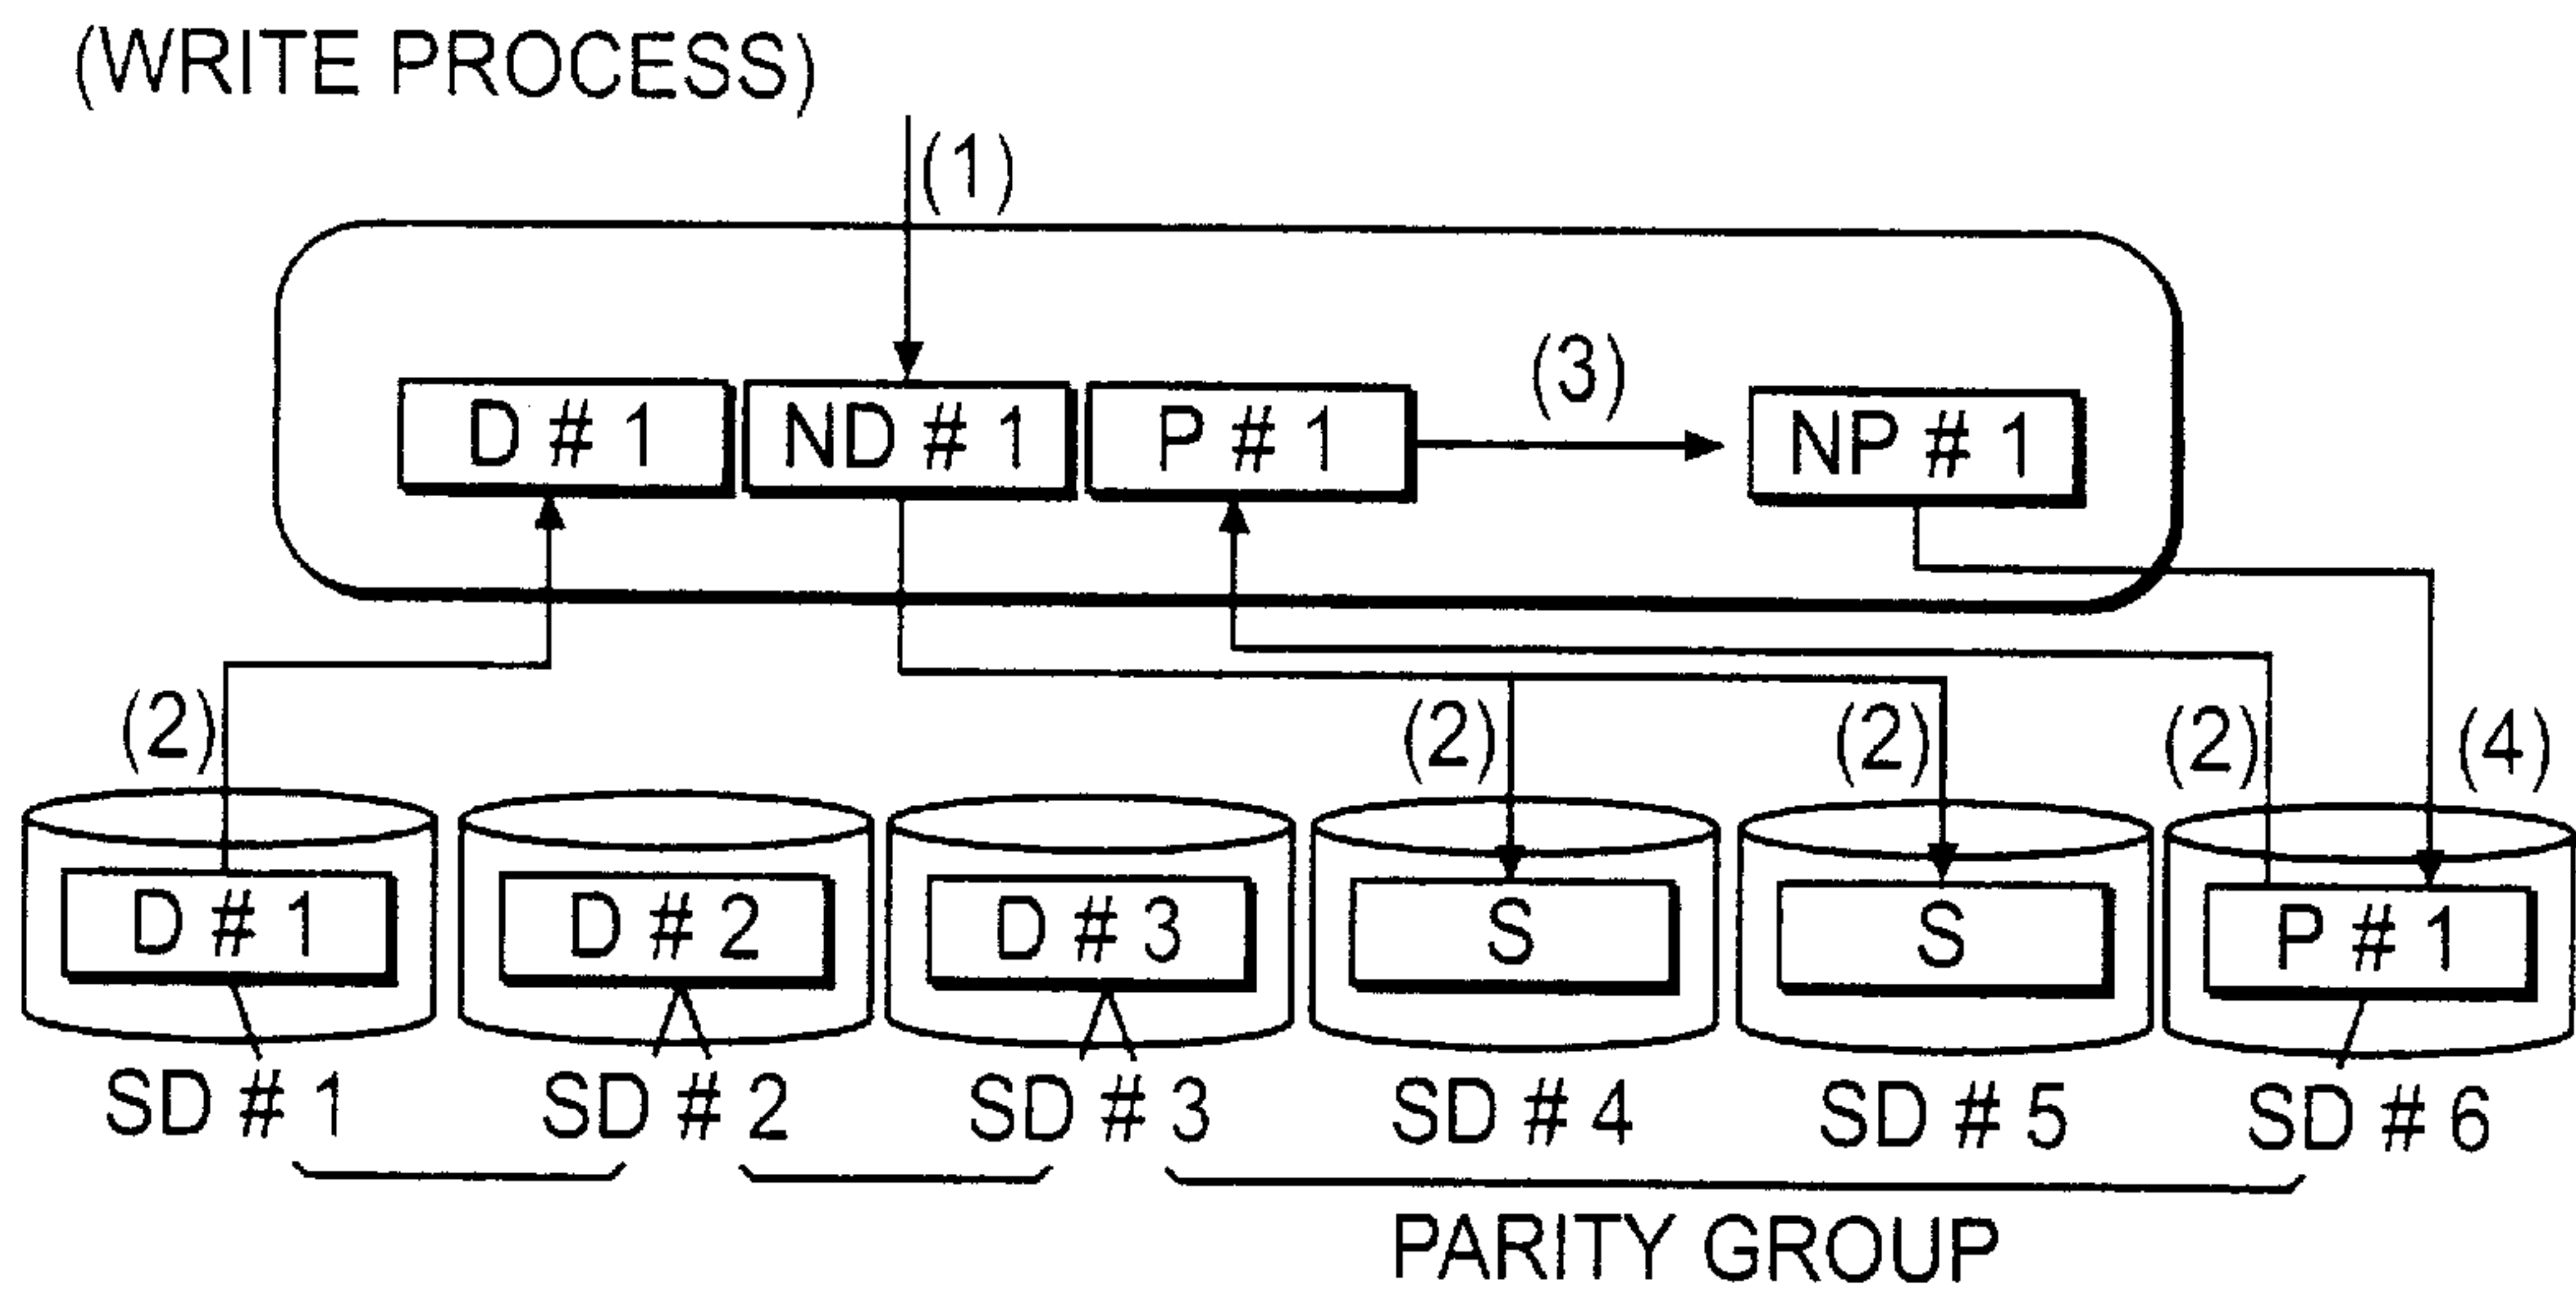 (WRITE PROCESS)
(1)
(3)
D # 1 ND # 1 P # 1 NP # 1
(2) (2) (2) (2) (4)
D # 1 D # 2 D # 3 S S P # 1
SD # 1 SD # 2 SD # 3 SD # 4 SD # 5 SD # 6
PARITY GROUP